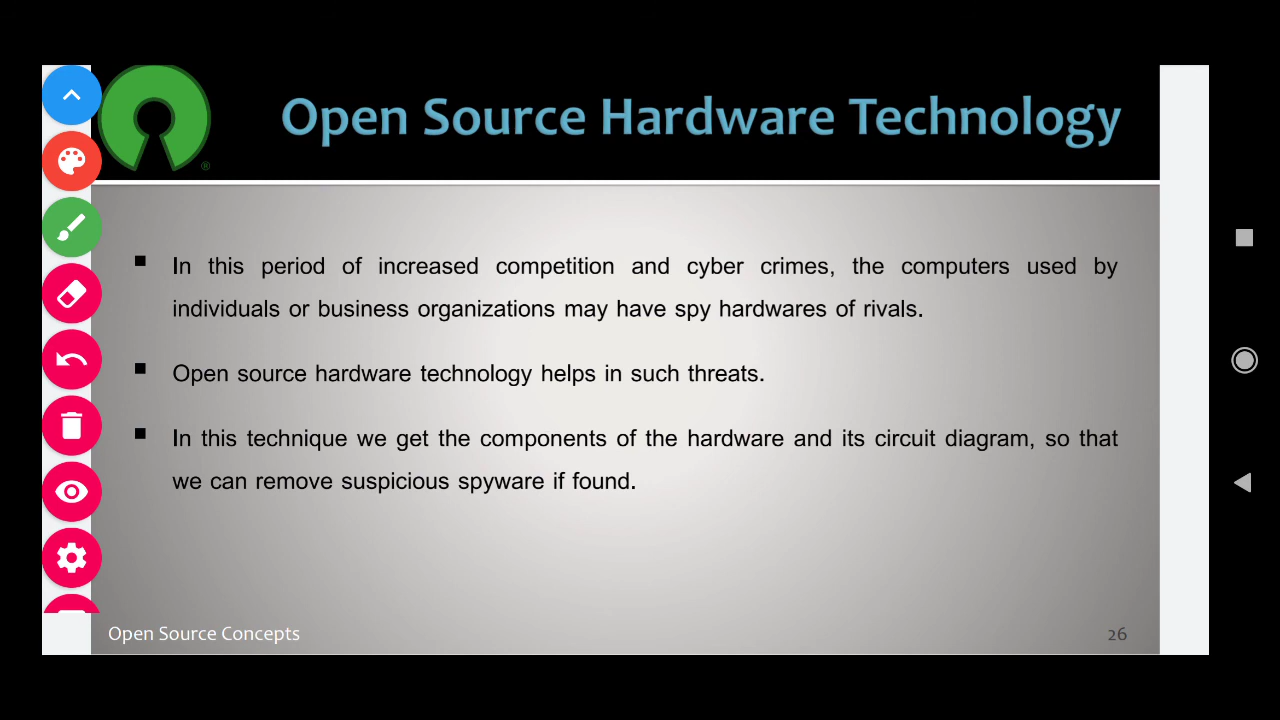 Open Source Hardware Technology
®
▪ In this period of increased competition and cyber crimes, the computers used by
individuals or business organizations may have spy hardwares of rivals.
▪ Open source hardware technology helps in such threats.
▪ In this technique we get the components of the hardware and its circuit diagram, so that
we can remove suspicious spyware if found.
Open Source Concepts
26